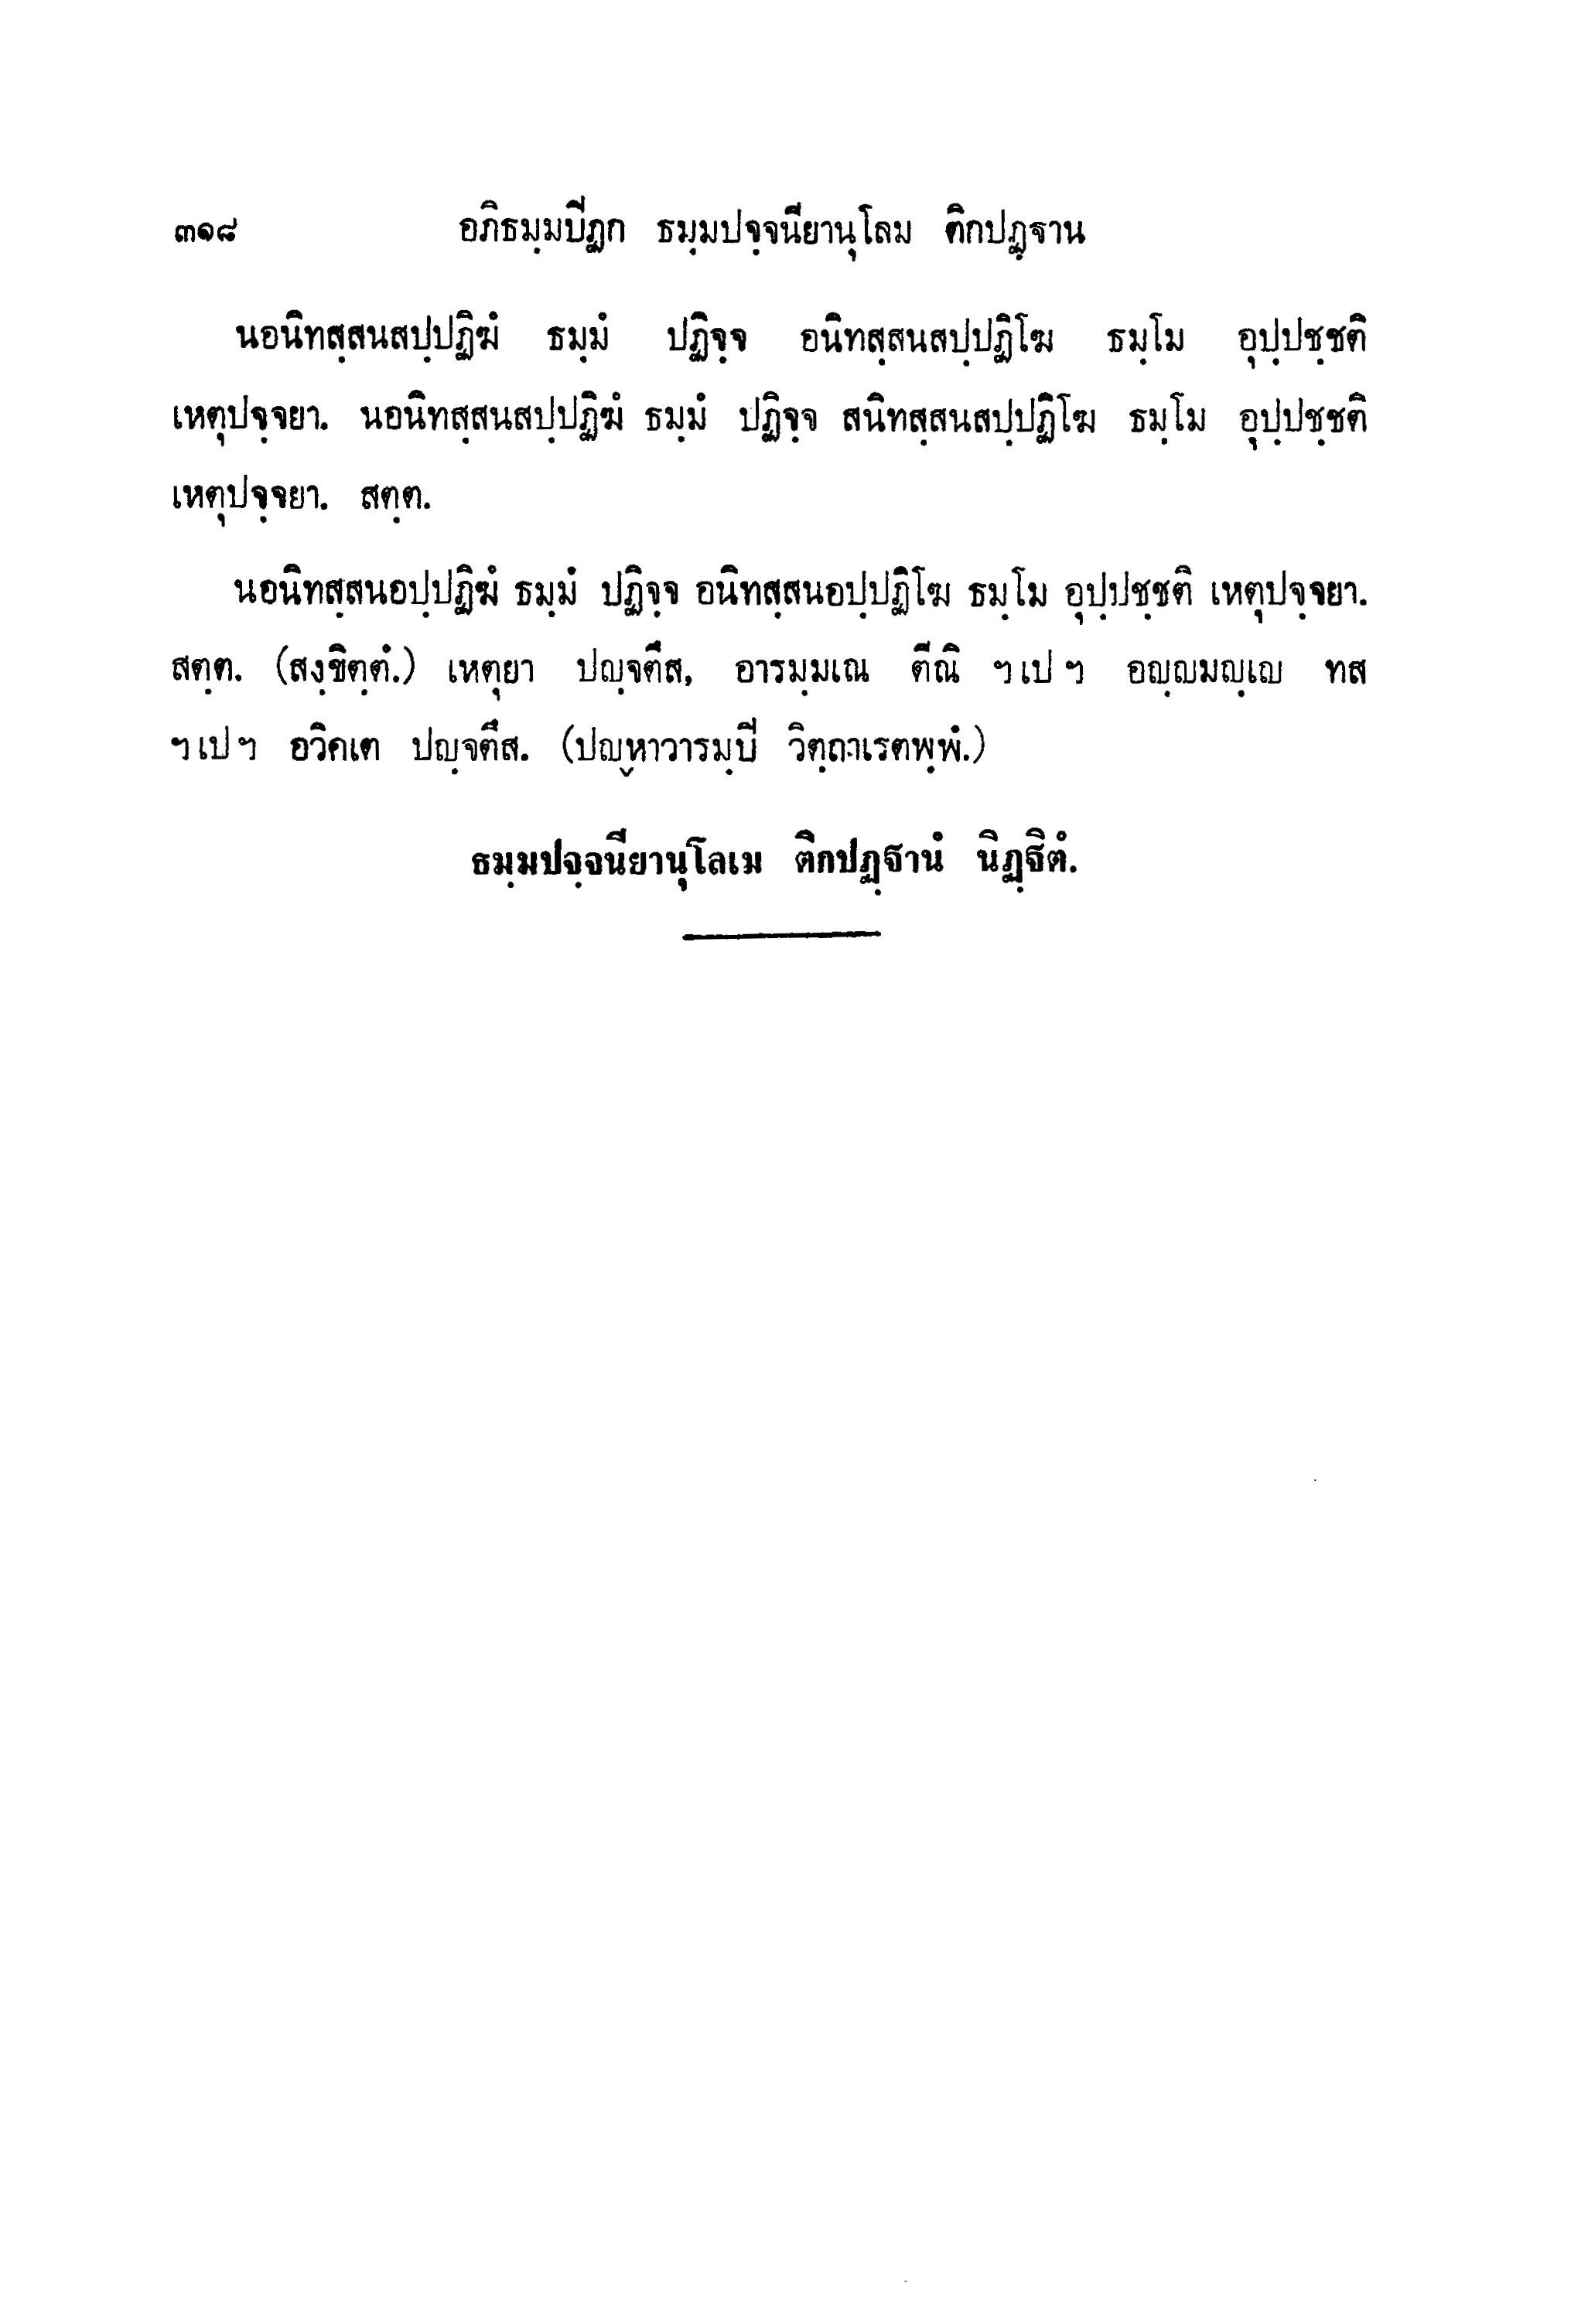 ๓๑๘ อภิธมฺมปีฏก ธมฺมปจฺจนียานุโลม ติกปฏฺฐาน
นอนิทสฺสนสปฺปฏิฆํ ธมฺมํ ปฏิจฺจ อนิทสฺสนสปฺปฏิโฆ ธมฺโม อุปฺปชฺชติ
เหตุปจฺจยา. นอนิทสฺสนสปฺปฏิฆํ ธมฺมํ ปฏิจฺจ สนิทสฺสนสปฺปฏิโฆ ธมฺโม อุปฺปชฺชติ
เหตุปจฺจยา. สตฺต.
นอนิทสฺสนอปฺปฏิฆํ ธมฺมํ ปฏิจฺจ อนิทสฺสนอปฺปฏิโฆ ธมฺโม อุปฺปชฺชติ เหตุปจฺจยา.
สตฺต. (สงฺขิตฺตํ.) เหตุยา ปญฺจตึส, อารมฺมเณ ตีณิ ฯเปฯ อญฺญมญฺเญ ทส
ฯเปฯ อวิคเต ปญฺจตึส. (ปญฺหาวารมฺปี วิตฺถาเรตพฺพํ.)
ธมฺมปจฺจนียานุโลเม ติกปฏฺฐานํ นิฏฺฐิตํ.